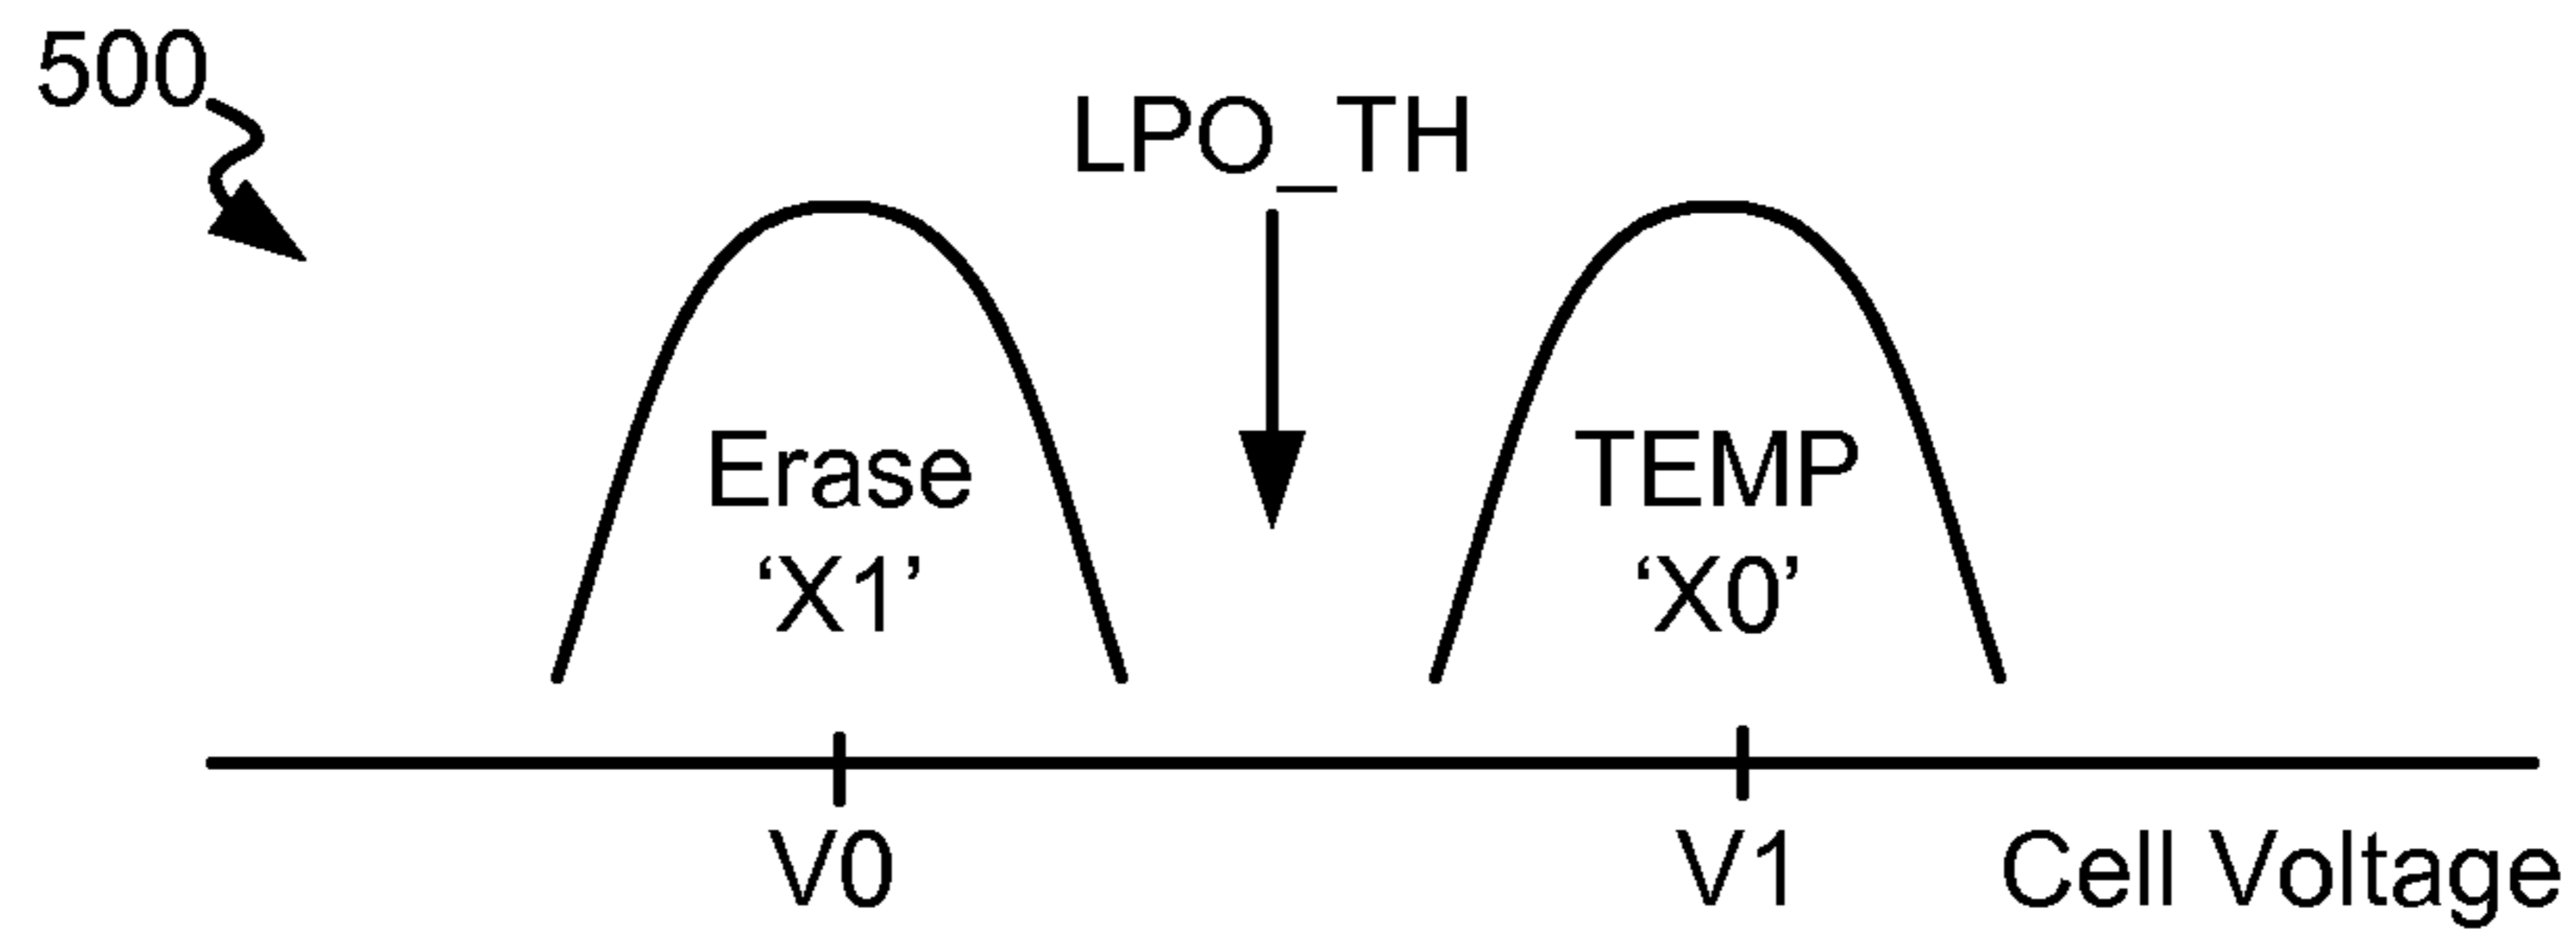 500
LPO_TH
Erase
‘X1’
TEMP
‘X0’
V0
V1
Cell Voltage